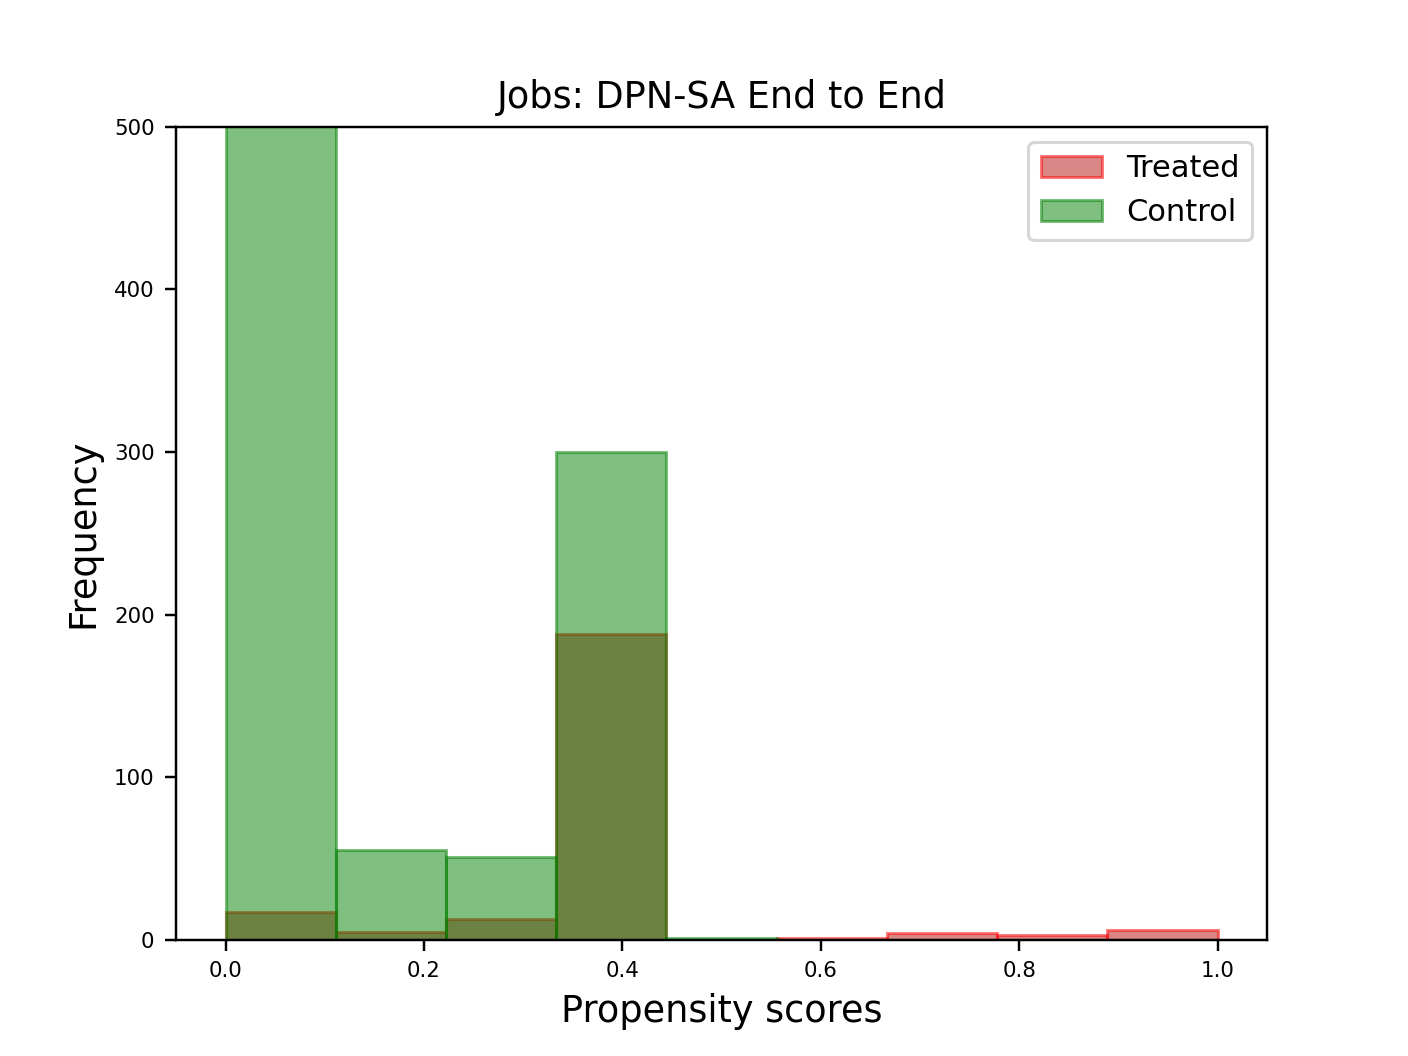 Jobs: DPN-SA End to End
Treated
Control
500
400
300
200
100
0
Frequency
0.0 0.2 0.4 0.6 0.8 1.0
Propensity scores